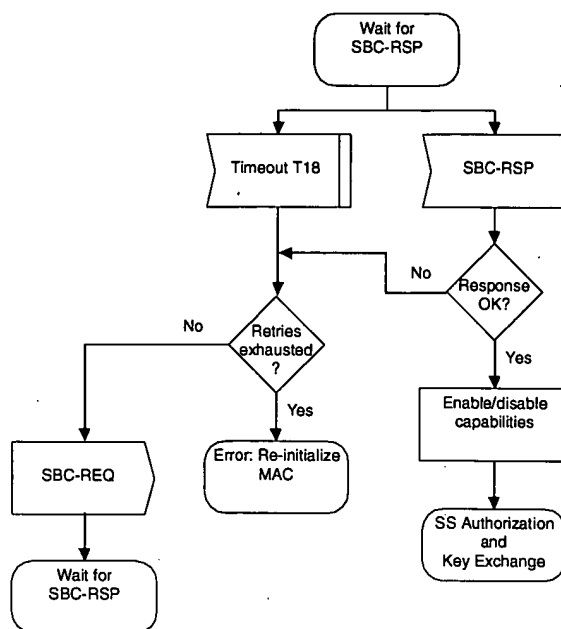 Wait for
SBC-RSP
Timeout T18
SBC-RSP
No
Response
OK?
No
Retries
exhausted
?
Yes
Yes
Enable/disable
capabilities
SBC-REQ
Error: Re-initialize
MAC
SS Authorization
and
Key Exchange
Wait for
SBC-RSP